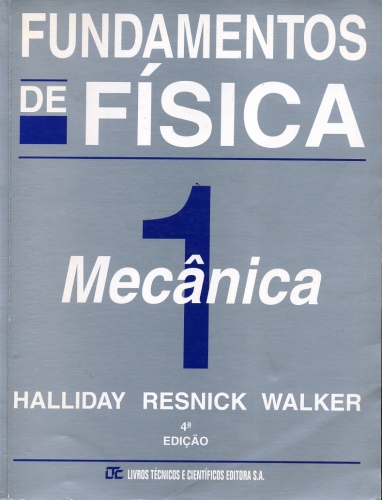 FUNDAMENTOS
DE FÍSICA
1
Mecânica
HALLIDAY RESNICK WALKER
4ª
EDIÇÃO
LTC LIVROS TÉCNICOS E CIENTÍFICOS EDITORA S.A.